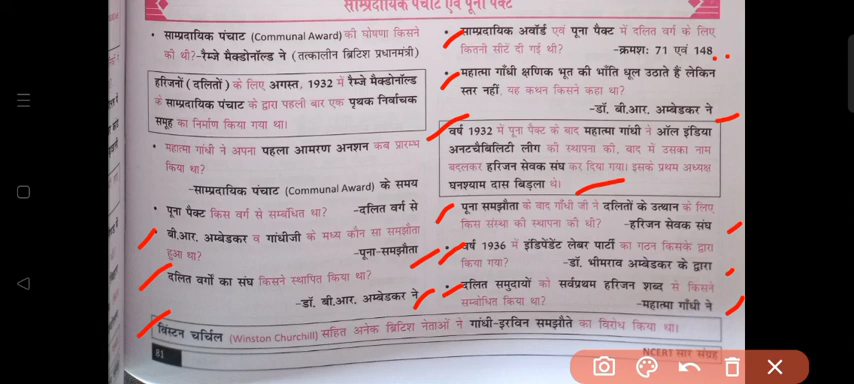 साम्प्रदायिक पंचाट एवं पूना पैक्ट
• साम्प्रदायिक पंचाट (Communal Award) की घोषणा किसने
की थी?-रैम्जे मैक्डोनॉल्ड ने (तत्कालीन ब्रिटिश प्रधानमंत्री)
हरिजनों (दलितों) के लिए अगस्त, 1932 में रैम्जे मैक्डोनॉल्ड
के साम्प्रदायिक पंचाट के द्वारा पहली बार एक पृथक निर्वाचक
समूह का निर्माण किया गया था।
• महात्मा गाँधी ने अपना पहला आमरण अनशन कब प्रारम्भ
किया था?
-साम्प्रदायिक पंचाट (Communal Award) के समय
• पूना पैक्ट किस वर्ग से सम्बंधित था? -दलित वर्ग से
बी.आर. अम्बेडकर व गांधीजी के मध्य कौन सा समझौता
हुआ था? -पूना-समझौता
दलित वर्गों का संघ किसने स्थापित किया था?
-डॉ. बी.आर. अम्बेडकर ने
साम्प्रदायिक अवॉर्ड एवं पूना पैक्ट में दलित वर्ग के लिए
कितनी सीटें दी गई थी? -क्रमशः 71 एवं 148
महात्मा गाँधी क्षणिक भूत की भाँति धूल उठाते हैं लेकिन
स्तर नहीं, यह कथन किसने कहा था?
-डॉ. बी.आर. अम्बेडकर ने
वर्ष 1932 में पूना पैक्ट के बाद महात्मा गांधी ने ऑल इंडिया
अनटचैबिलिटी लीग की स्थापना की, बाद में उसका नाम
बदलकर हरिजन सेवक संघ कर दिया गया। इसके प्रथम अध्यक्ष
घनश्याम दास बिड़ला थे।
पूना समझौता के बाद गाँधी जी ने दलितों के उत्थान के लिए
किस संस्था की स्थापना की थी? -हरिजन सेवक संघ
वर्ष 1936 में इंडिपेंडेंट लेबर पार्टी का गठन किसके द्वारा
किया गया? -डॉ. भीमराव अम्बेडकर के द्वारा
दलित समुदायों को सर्वप्रथम हरिजन शब्द से किसने
सम्बोधित किया था? -महात्मा गाँधी ने
विंस्टन चर्चिल (Winston Churchill) सहित अनेक ब्रिटिश नेताओं ने गांधी-इरविन समझौते का विरोध किया था।
81
NCERT सार संग्रह